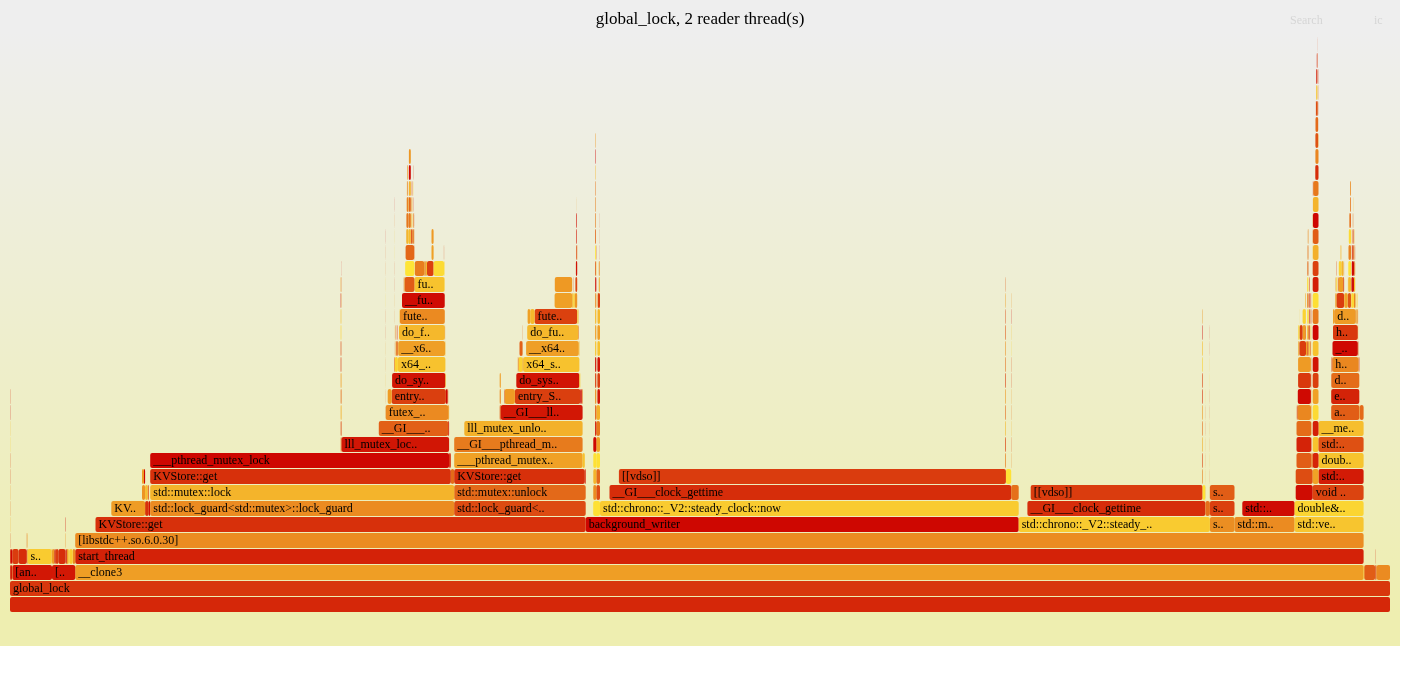 global_lock, 2 reader thread(s)
Search
ic
fu..
__fu..
fute..
fute..
d..
do_f..
do_fu..
h..
__x6..
__x64..
x64_..
x64_s..
h..
do_sy..
do_sys..
d..
entry..
entry_S..
e..
futex_..
__GI___ll..
a..
__GI___..
lll_mutex_unlo..
__me..
lll_mutex_loc..
__GI___pthread_m..
std:..
___pthread_mutex_lock
___pthread_mutex..
doub..
KVStore::get
KVStore::get
[[vdso]]
std:..
std::mutex::lock
std::mutex::unlock
__GI___clock_gettime
[[vdso]]
s..
void ..
KV..
std::lock_guard<std::mutex>::lock_guard
std::lock_guard<..
std::chrono::_V2::steady_clock::now
__GI___clock_gettime
s..
std::..
double&..
KVStore::get
background_writer
std::chrono::_V2::steady_..
s..
std::m..
std::ve..
[libstdc++.so.6.0.30]
s..
start_thread
[an..
[..
__clone3
global_lock